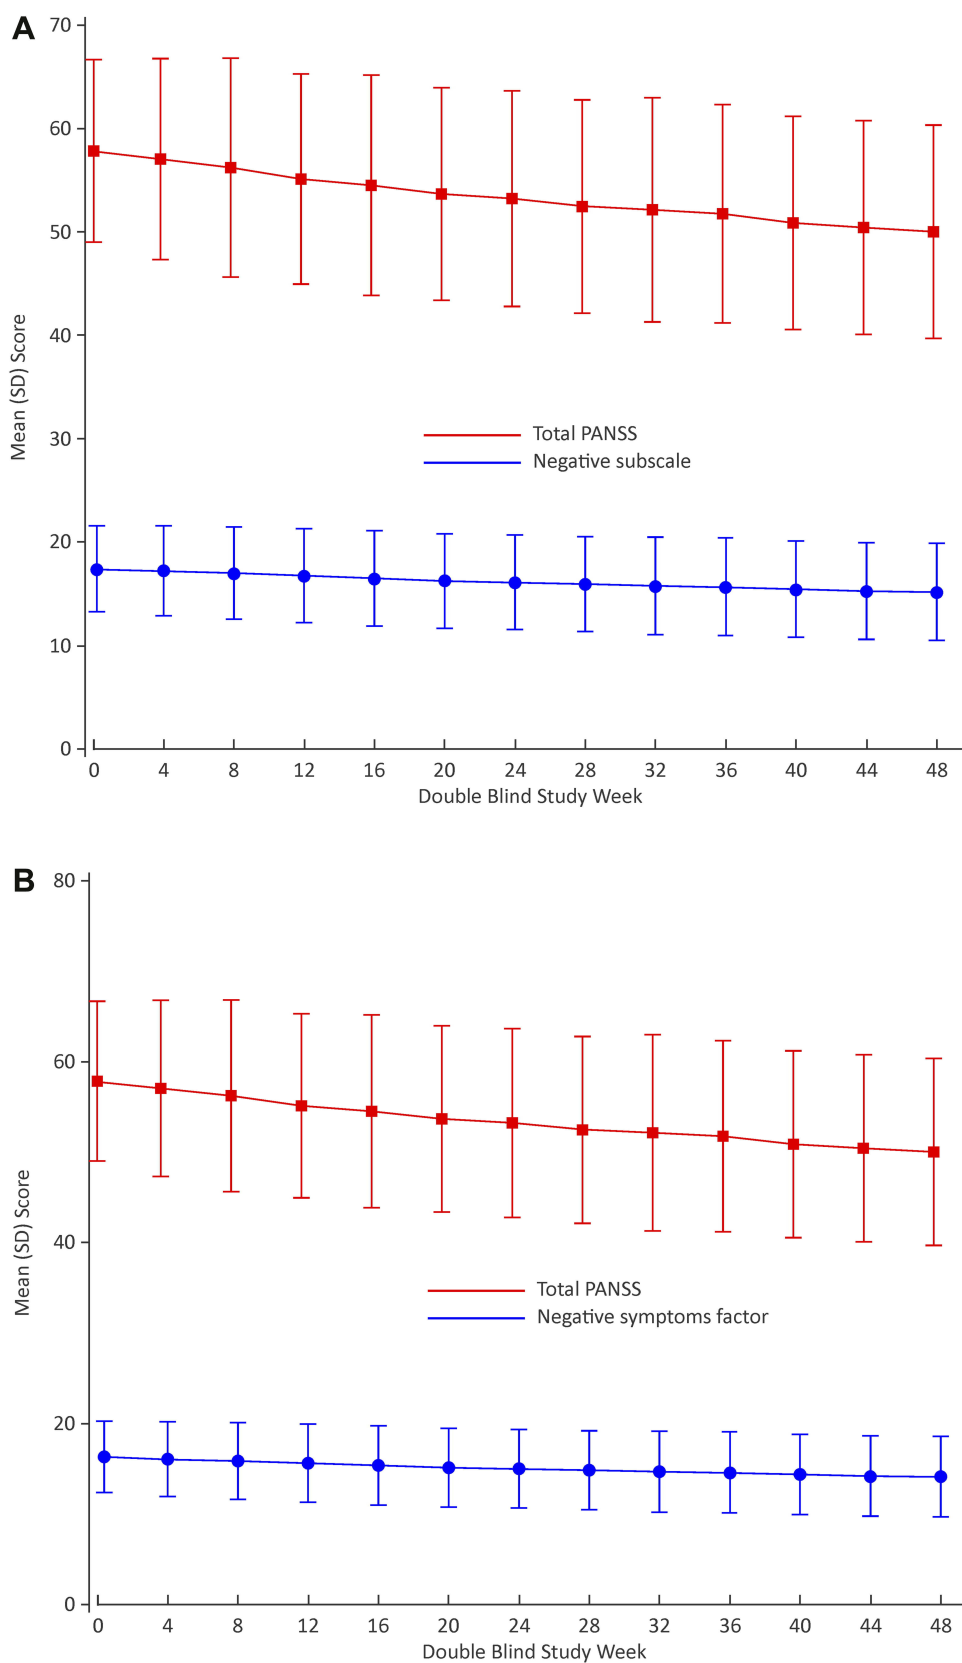 A
70
60
50
40
30
20
10
0
Mean (SD) Score
Total PANSS
Negative subscale
0 4 8 12 16 20 24 28 32 36 40 44 48
Double Blind Study Week
B
80
60
40
20
0
Mean (SD) Score
Total PANSS
Negative symptoms factor
0 4 8 12 16 20 24 28 32 36 40 44 48
Double Blind Study Week